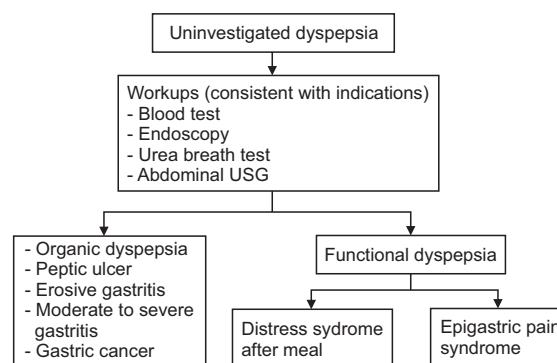 Uninvestigated dyspepsia
Workups (consistent with indications)
- Blood test
- Endoscopy
- Urea breath test
- Abdominal USG
- Organic dyspepsia
- Peptic ulcer
- Erosive gastritis
- Moderate to severe
gastritis
- Gastric cancer
Functional dyspepsia
Distress sydrome
after meal
Epigastric pain
syndrome